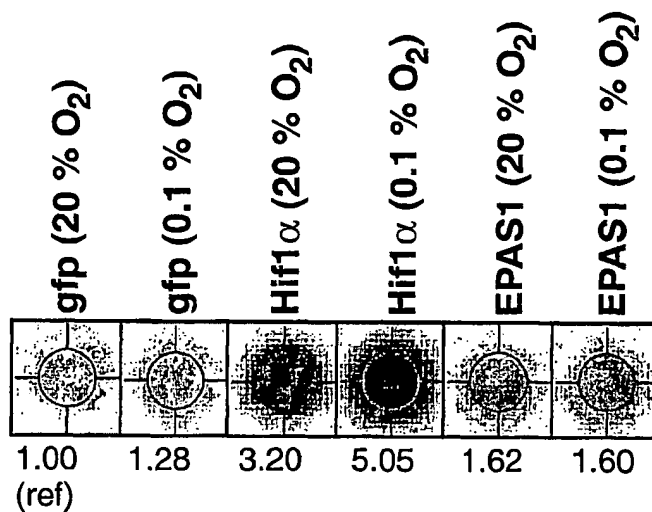 gfp (20 % O₂)
gfp (0.1 % O₂)
Hif1α (20 % O₂)
Hif1α (0.1 % O₂)
EPAS1 (20 % O₂)
EPAS1 (0.1 % O₂)
1.00 1.28 3.20 5.05 1.62 1.60
(ref)